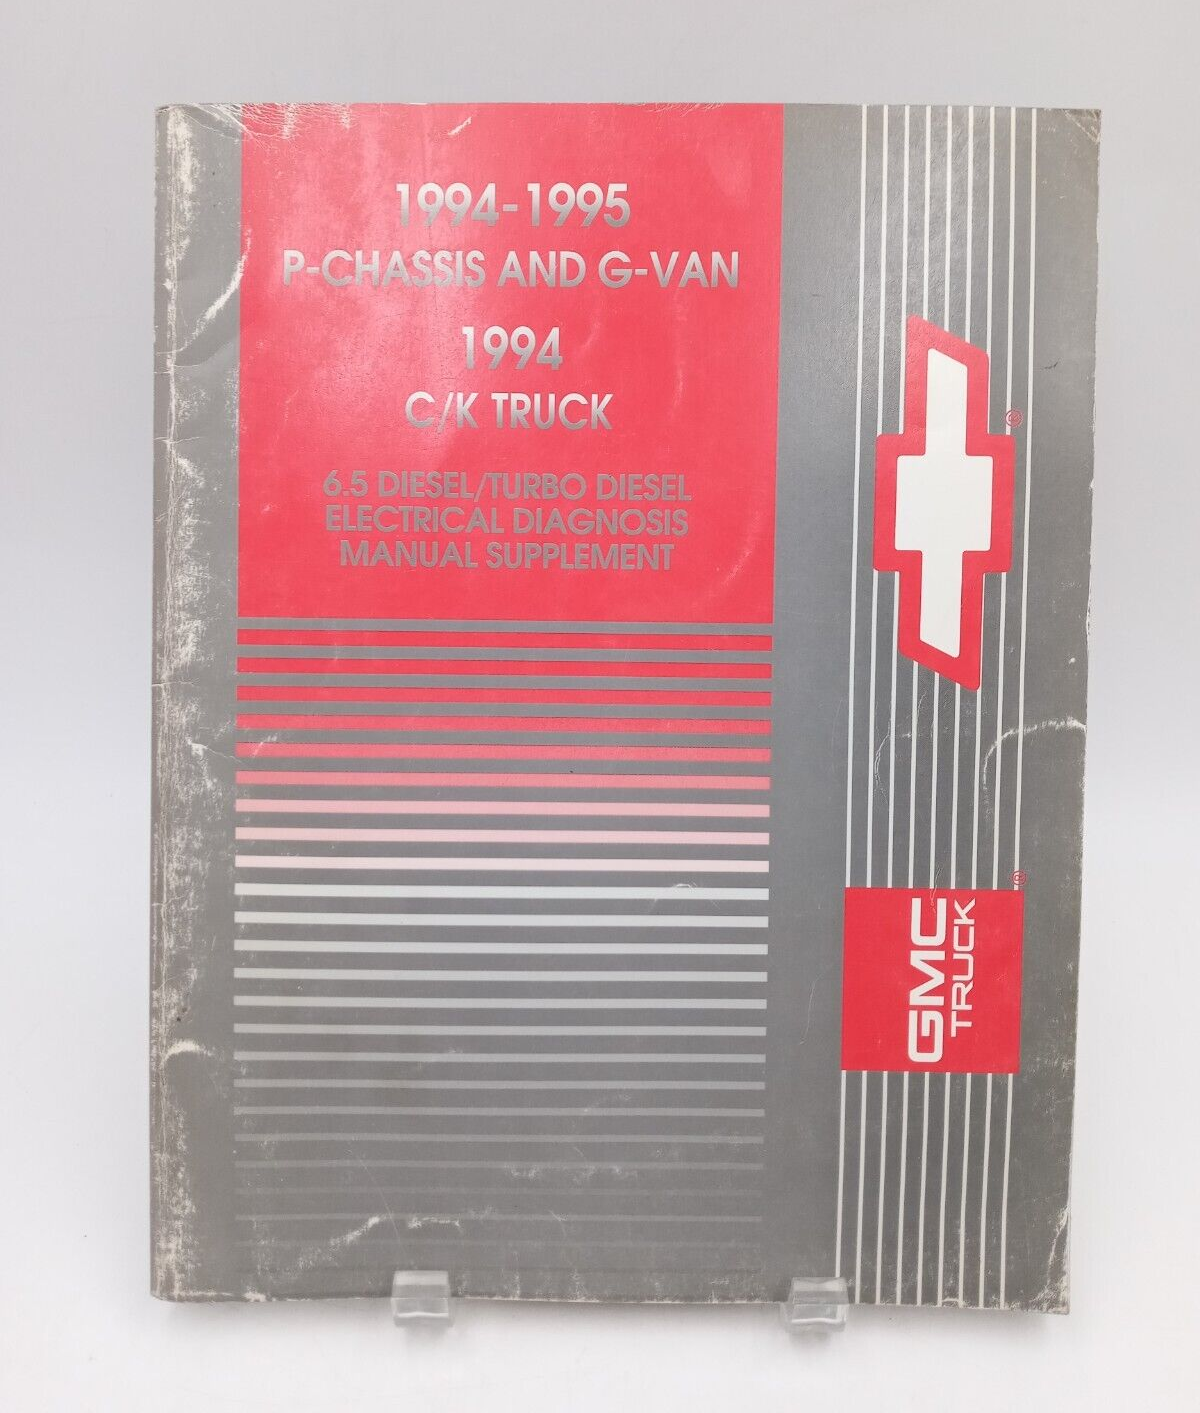 1994-1995
P-CHASSIS AND G-VAN
1994
C/K TRUCK
6.5 DIESEL/TURBO DIESEL
ELECTRICAL DIAGNOSIS
MANUAL SUPPLEMENT
®
®
GMC
TRUCK